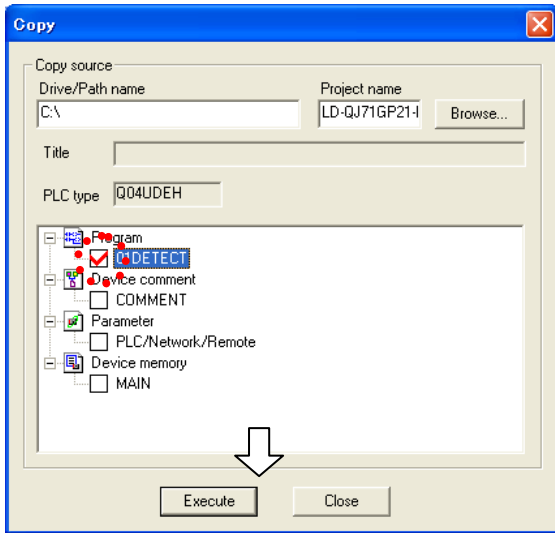 Copy
Copy source
Drive/Path name Project name
C:\ LD-QJ71GP21-I Browse...
Title
PLC type Q04UDEH
Program
01DETECT
Device comment
COMMENT
Parameter
PLC/Network/Remote
Device memory
MAIN
Execute Close